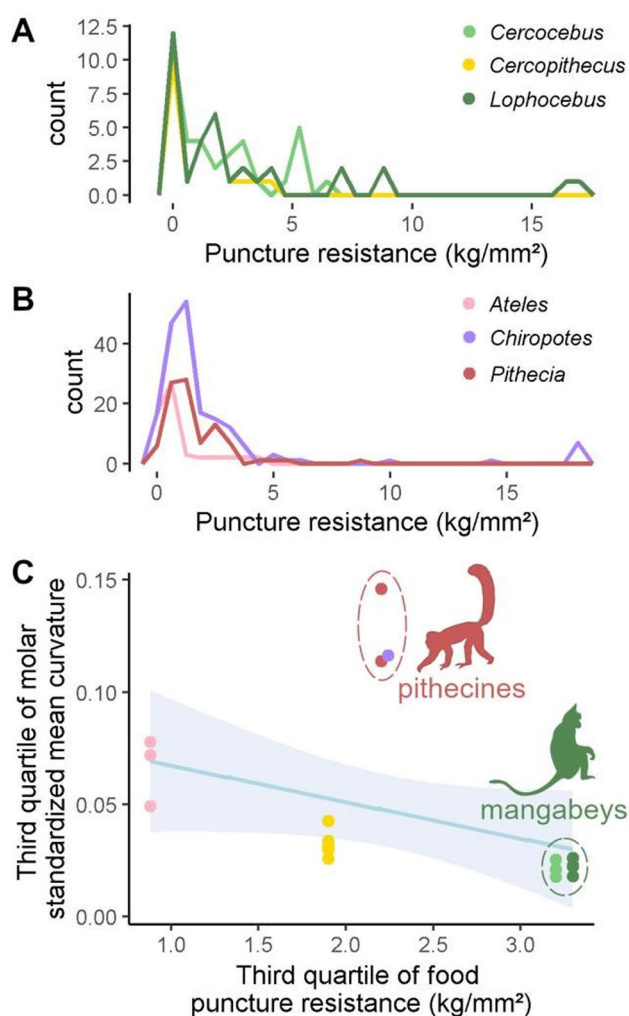 A
12.5
10.0
7.5
5.0
2.5
0.0
count
Cercocebus
Cercopithecus
Lophocebus
0
5
10
15
Puncture resistance (kg/mm²)
B
40
20
0
count
Ateles
Chiropotes
Pithecia
0
5
10
15
Puncture resistance (kg/mm²)
C
0.15
0.10
0.05
0.00
Third quartile of molar
standardized mean curvature
pithecines
mangabeys
1.0
1.5
2.0
2.5
3.0
Third quartile of food
puncture resistance (kg/mm²)